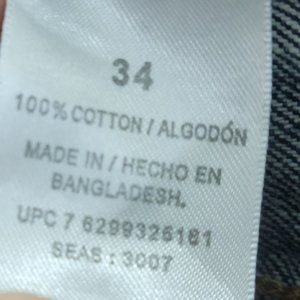 34
100% COTTON / ALGODÓN
MADE IN / HECHO EN
BANGLADESH.
UPC 7 6299326161
SEAS : 3007